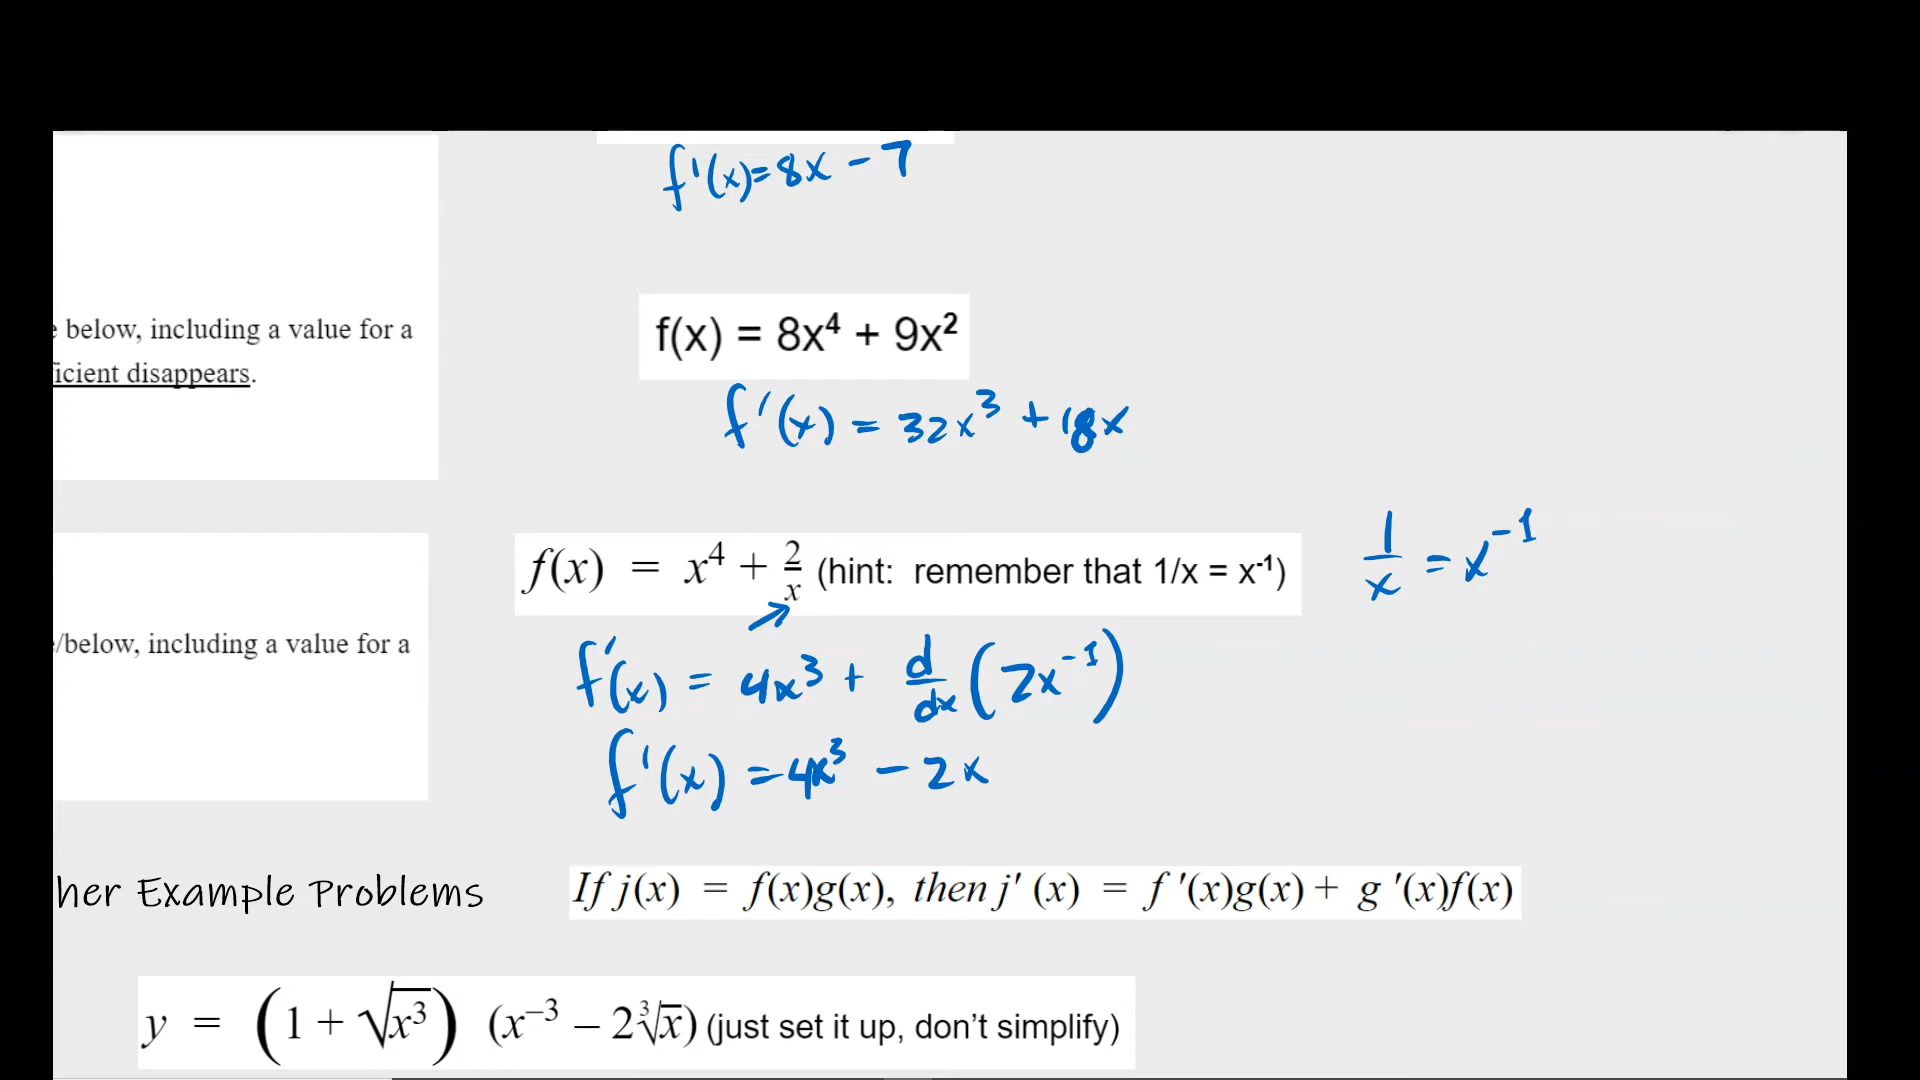 f'(x)=8x - 7
below, including a value for a
icient disappears.
f(x) = 8x⁴ + 9x²
f'(x) = 32x³ + 18x
f(x) = x⁴ + 2/x (hint: remember that 1/x = x⁻¹)
1/x = x⁻¹
/below, including a value for a
f'(x) = 4x³ + d/dx (2x⁻¹)
f'(x) = 4x³ - 2x
her Example Problems
If j(x) = f(x)g(x), then j' (x) = f '(x)g(x) + g '(x)f(x)
y = (1 + √x³) (x⁻³ – 2∛x) (just set it up, don’t simplify)